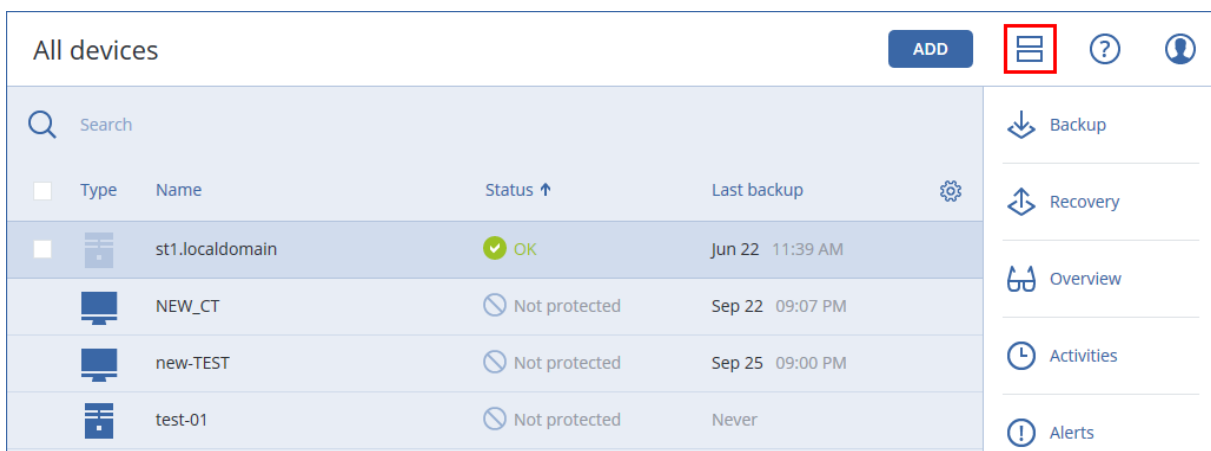 All devices
ADD
Search
Type Name Status Last backup
st1.localdomain OK Jun 22 11:39 AM
NEW_CT Not protected Sep 22 09:07 PM
new-TEST Not protected Sep 25 09:00 PM
test-01 Not protected Never
Backup
Recovery
Overview
Activities
Alerts